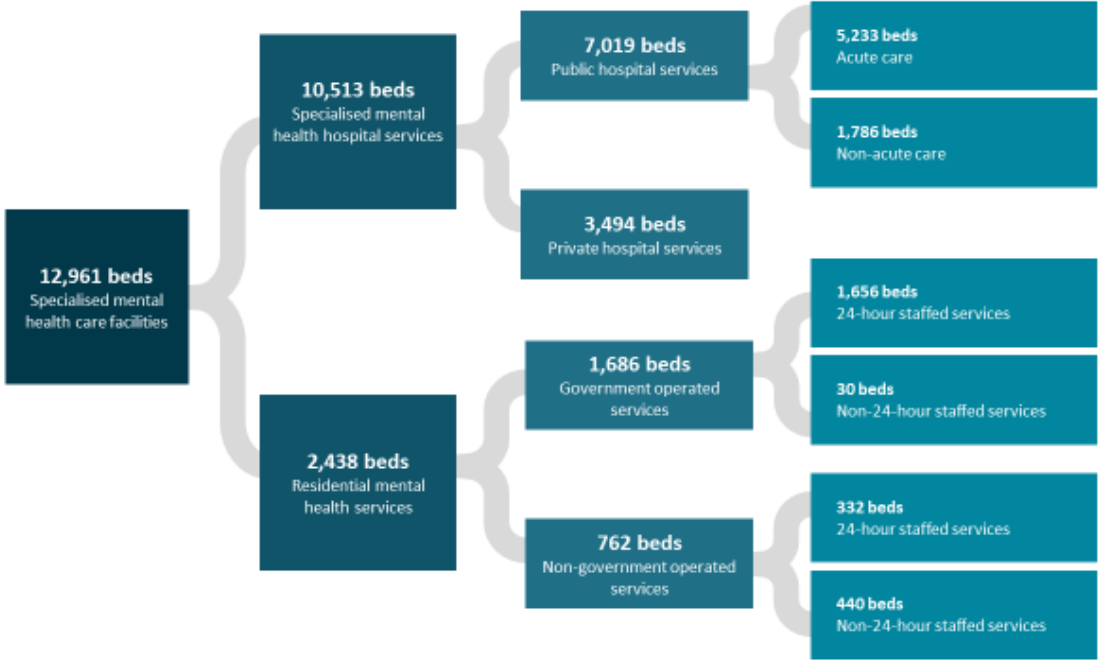 12,961 beds
Specialised mental
health care facilities
10,513 beds
Specialised mental
health hospital services
2,438 beds
Residential mental
health services
7,019 beds
Public hospital services
3,494 beds
Private hospital services
1,686 beds
Government operated
services
762 beds
Non-government operated
services
5,233 beds
Acute care
1,786 beds
Non-acute care
1,656 beds
24-hour staffed services
30 beds
Non-24-hour staffed services
332 beds
24-hour staffed services
440 beds
Non-24-hour staffed services